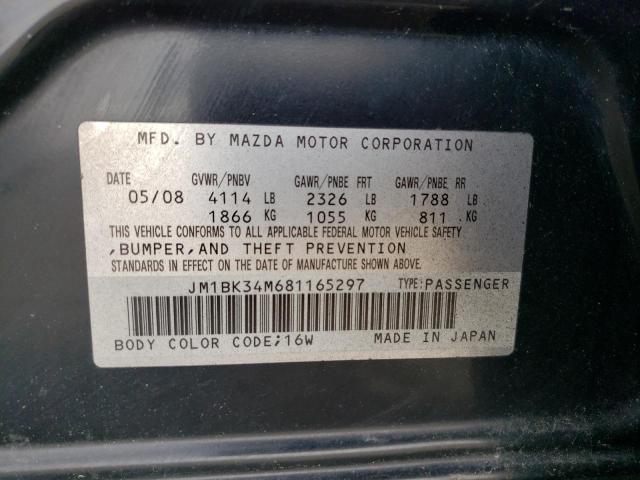 MFD. BY MAZDA MOTOR CORPORATION
DATE GVWR/PNBV GAWR/PNBE FRT GAWR/PNBE RR
05/08 4114 LB 2326 LB 1788 LB
1866 KG 1055 KG 811 KG
THIS VEHICLE CONFORMS TO ALL APPLICABLE FEDERAL MOTOR VEHICLE SAFETY
,BUMPER,AND THEFT PREVENTION
STANDARDS IN EFFECT ON THE DATE OF MANUFACTURE SHOWN ABOVE.
JM1BK34M681165297 TYPE:PASSENGER
BODY COLOR CODE;16W MADE IN JAPAN